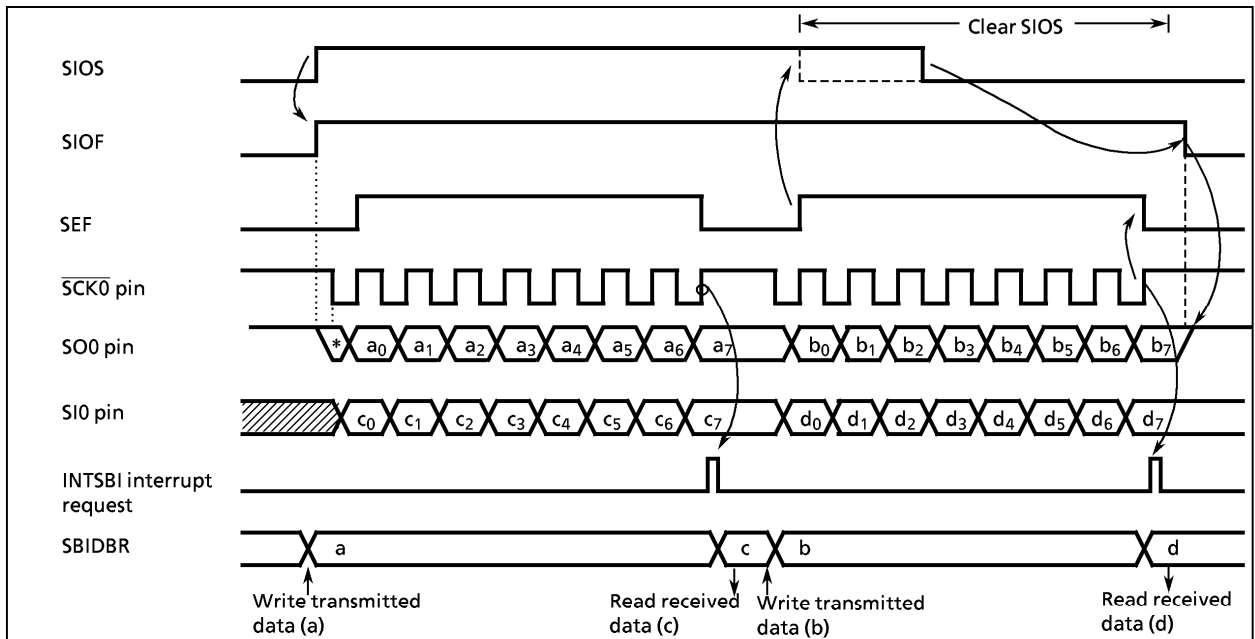 Clear SIOS
SIOS
SIOF
SEF
SCK0 pin
SO0 pin
* a0 a1 a2 a3 a4 a5 a6 a7 b0 b1 b2 b3 b4 b5 b6 b7
SI0 pin
c0 c1 c2 c3 c4 c5 c6 c7 d0 d1 d2 d3 d4 d5 d6 d7
INTSBI interrupt
request
SBIDBR
a c b d
Write transmitted
data (a)
Read received
data (c)
Write transmitted
data (b)
Read received
data (d)